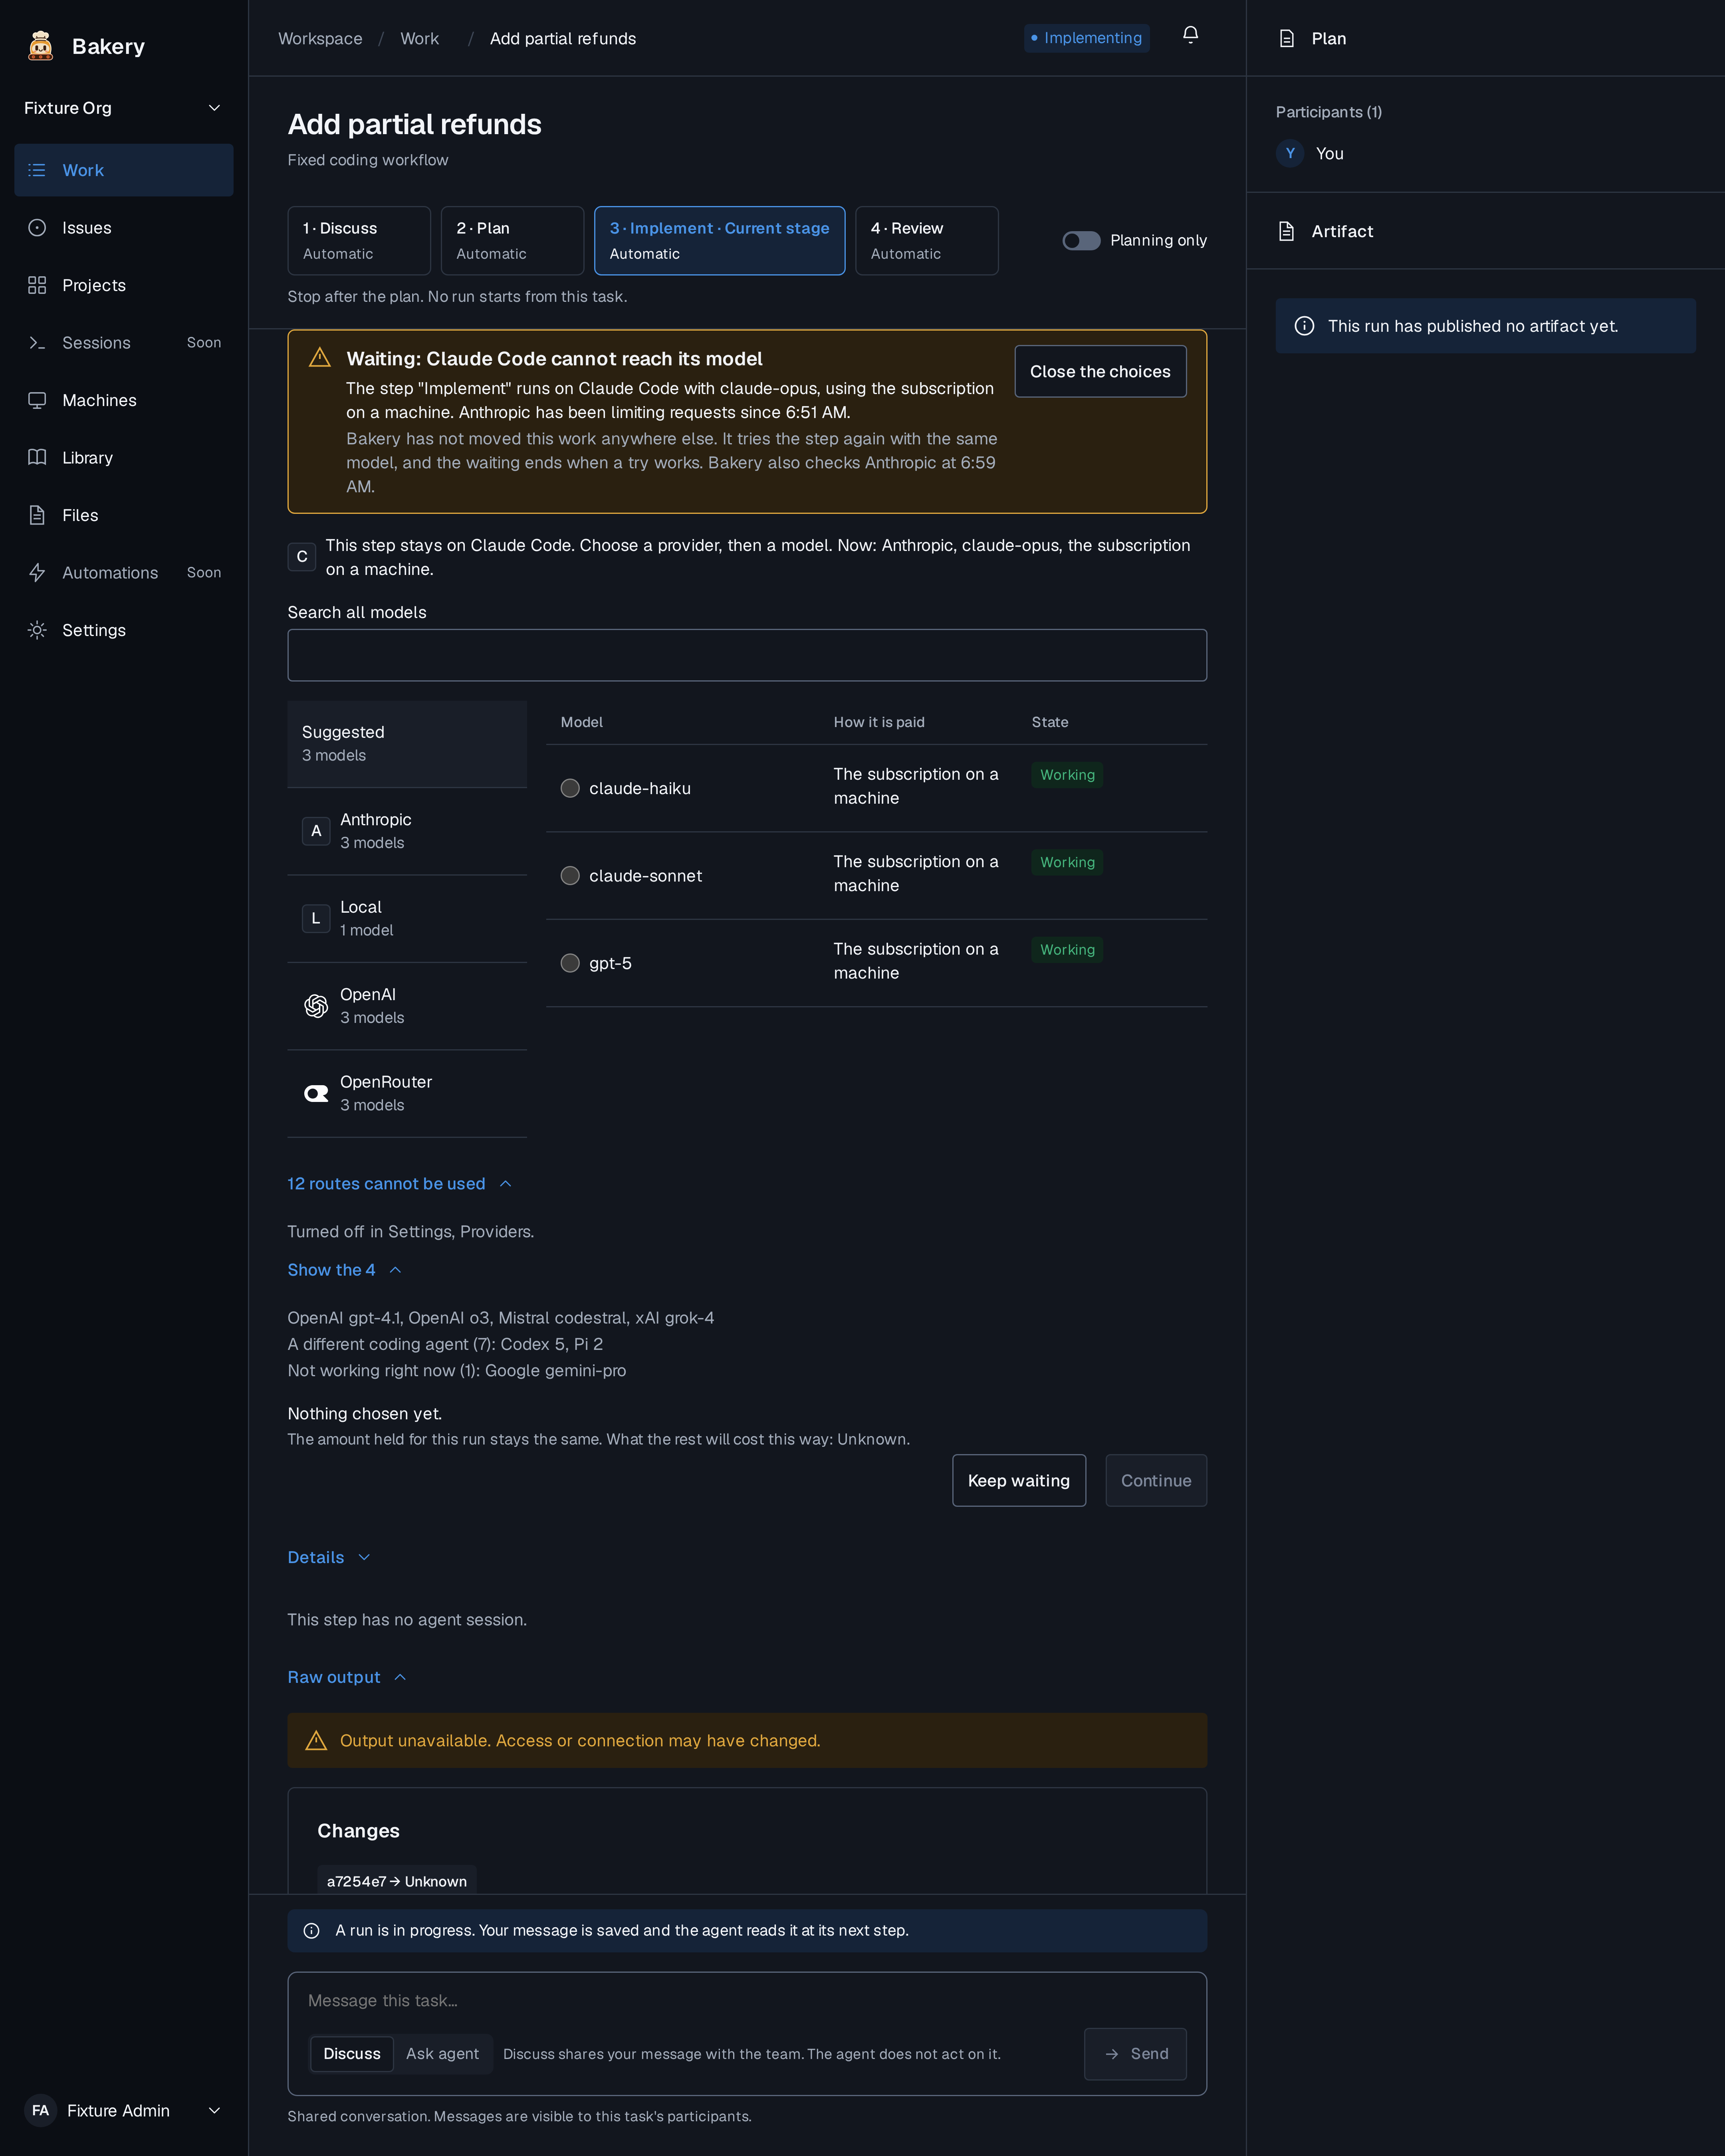 Bakery
Fixture Org
Work
Issues
Projects
Sessions Soon
Machines
Library
Files
Automations Soon
Settings
FA Fixture Admin
Workspace / Work / Add partial refunds
Implementing
Add partial refunds
Fixed coding workflow
1 · Discuss
Automatic
2 · Plan
Automatic
3 · Implement · Current stage
Automatic
4 · Review
Automatic
Planning only
Stop after the plan. No run starts from this task.
Waiting: Claude Code cannot reach its model
The step "Implement" runs on Claude Code with claude-opus, using the subscription
on a machine. Anthropic has been limiting requests since 6:51 AM.
Bakery has not moved this work anywhere else. It tries the step again with the same
model, and the waiting ends when a try works. Bakery also checks Anthropic at 6:59
AM.
Close the choices
C
This step stays on Claude Code. Choose a provider, then a model. Now: Anthropic, claude-opus, the subscription
on a machine.
Search all models
Suggested
3 models
A
Anthropic
3 models
L
Local
1 model
OpenAI
3 models
OpenRouter
3 models
Model How it is paid State
claude-haiku
The subscription on a
machine
Working
claude-sonnet
The subscription on a
machine
Working
gpt-5
The subscription on a
machine
Working
12 routes cannot be used
Turned off in Settings, Providers.
Show the 4
OpenAI gpt-4.1, OpenAI o3, Mistral codestral, xAI grok-4
A different coding agent (7): Codex 5, Pi 2
Not working right now (1): Google gemini-pro
Nothing chosen yet.
The amount held for this run stays the same. What the rest will cost this way: Unknown.
Keep waiting
Continue
Details
This step has no agent session.
Raw output
Output unavailable. Access or connection may have changed.
Changes
a7254e7 → Unknown
A run is in progress. Your message is saved and the agent reads it at its next step.
Message this task...
Discuss Ask agent Discuss shares your message with the team. The agent does not act on it.
→ Send
Shared conversation. Messages are visible to this task's participants.
Plan
Participants (1)
Y You
Artifact
This run has published no artifact yet.